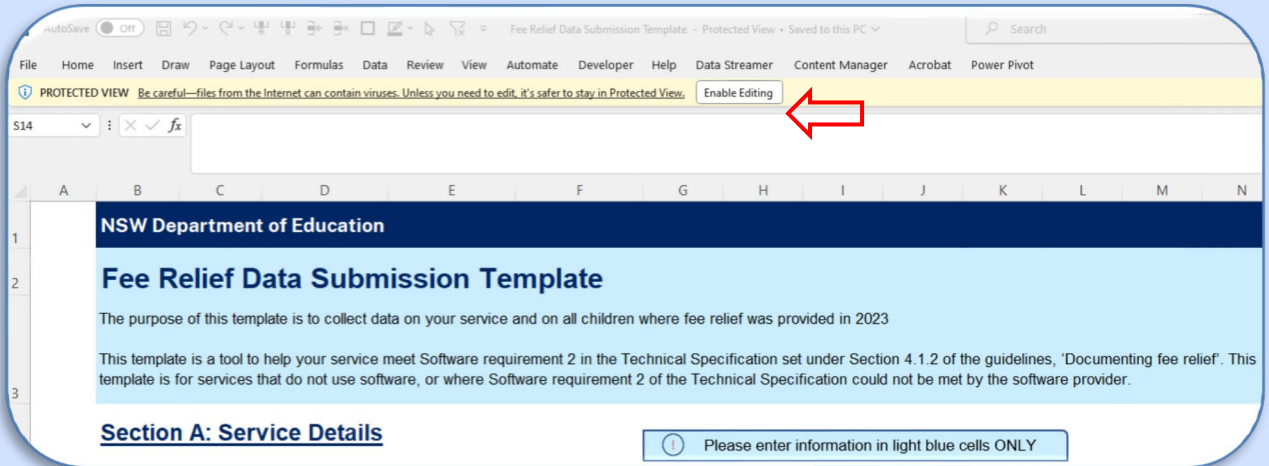 AutoSave Off Fee Relief Data Submission Template - Protected View • Saved to this PC Search
File Home Insert Draw Page Layout Formulas Data Review View Automate Developer Help Data Streamer Content Manager Acrobat Power Pivot
PROTECTED VIEW Be careful—files from the Internet can contain viruses. Unless you need to edit, it's safer to stay in Protected View. Enable Editing
S14 fx
A B C D E F G H I J K L M N
1 NSW Department of Education
2 Fee Relief Data Submission Template
The purpose of this template is to collect data on your service and on all children where fee relief was provided in 2023
This template is a tool to help your service meet Software requirement 2 in the Technical Specification set under Section 4.1.2 of the guidelines, 'Documenting fee relief'. This
template is for services that do not use software, or where Software requirement 2 of the Technical Specification could not be met by the software provider.
3
Section A: Service Details
! Please enter information in light blue cells ONLY